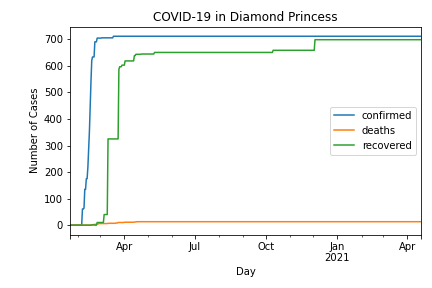 COVID-19 in Diamond Princess
Number of Cases
700
600
500
400
300
200
100
0
confirmed
deaths
recovered
Apr
Jul
Oct
Jan
2021
Apr
Day